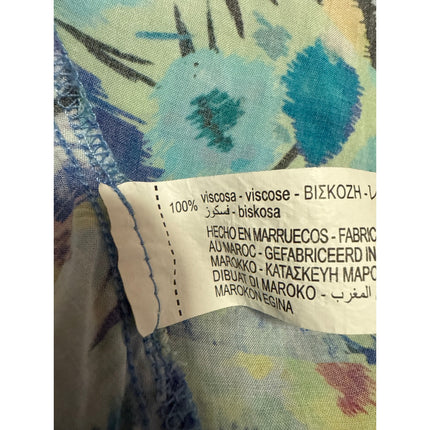 100% viscosa - viscose - ΒΙΣΚΟΖΗ -
فسكوز - biskosa
HECHO EN MARRUECOS - FABRIC
AU MAROC - GEFABRICEERD IN
MAROKKO - ΚΑΤΑΣΚΕΥΗ ΜΑΡΟ
DIBUAT DI MAROKO - المغرب
MAROKON EGINA